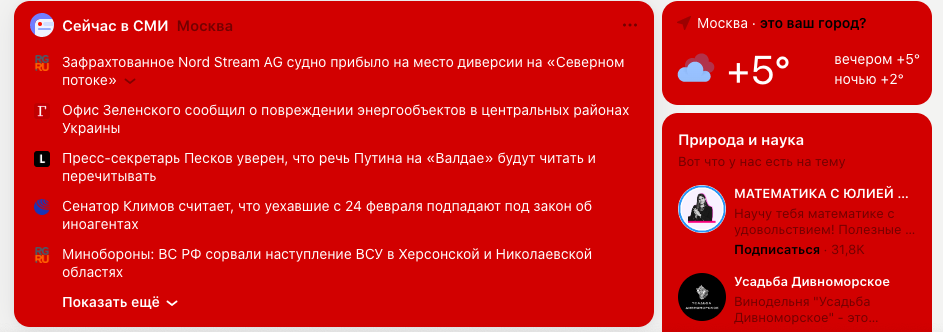 Сейчас в СМИ Москва
Зафрахтованное Nord Stream AG судно прибыло на место диверсии на «Северном
потоке»
Офис Зеленского сообщил о повреждении энергообъектов в центральных районах
Украины
Пресс-секретарь Песков уверен, что речь Путина на «Валдае» будут читать и
перечитывать
Сенатор Климов считает, что уехавшие с 24 февраля подпадают под закон об
иноагентах
Минобороны: ВС РФ сорвали наступление ВСУ в Херсонской и Николаевской
областях
Показать ещё
Москва · это ваш город?
+5°
вечером +5°
ночью +2°
Природа и наука
Вот что у нас есть на тему
МАТЕМАТИКА С ЮЛИЕЙ ...
Научу тебя математике с
удовольствием! Полезные ...
Подписаться · 31,8K
Усадьба Дивноморское
Винодельня "Усадьба
Дивноморское" - это...